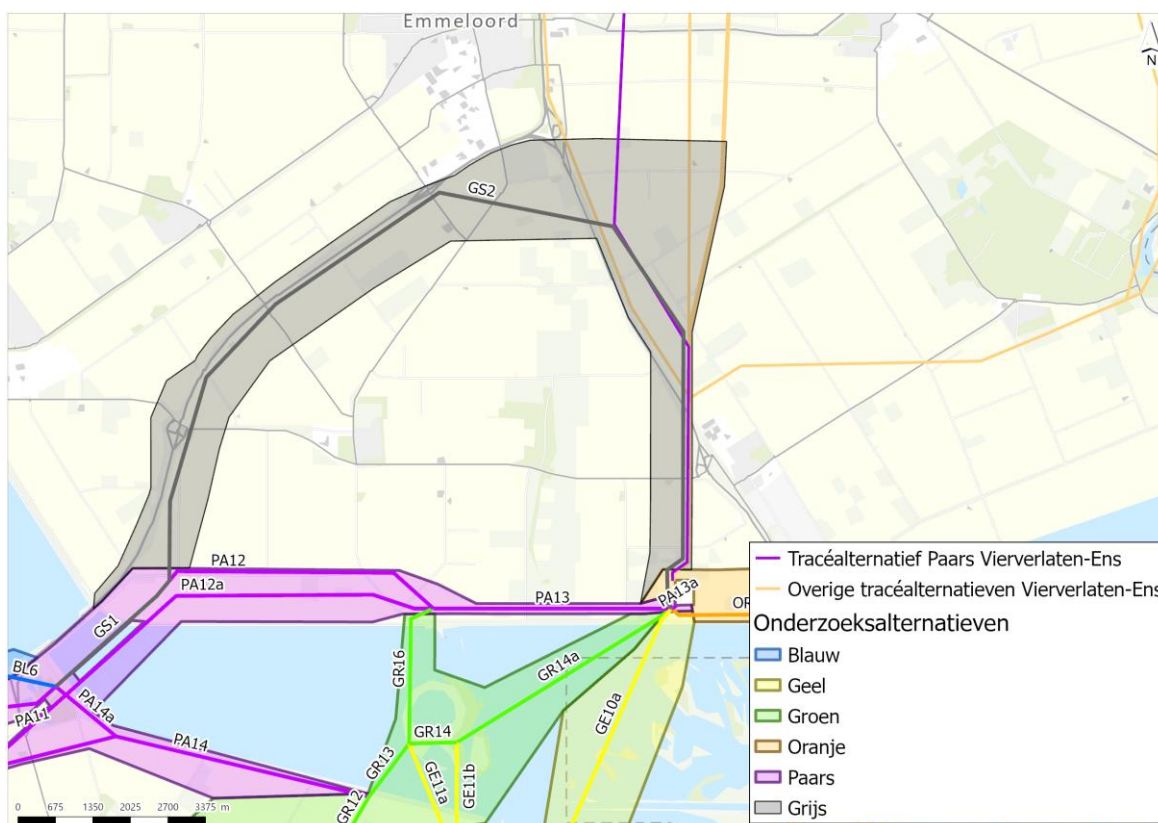 Emmeloord
N
GS2
PA12
PA12a
PA13
PA13a
OR
GS1
BL6
PA11
PA14a
PA14
GR16
GR14a
GR14
GR13
GR12
GE11a
GE11b
GE10a
0 675 1350 2025 2700 3375 m
Tracéalternatief Paars Vierverlaten-Ens
Overige tracéalternatieven Vierverlaten-Ens
Onderzoeksalternatieven
Blauw
Geel
Groen
Oranje
Paars
Grijs